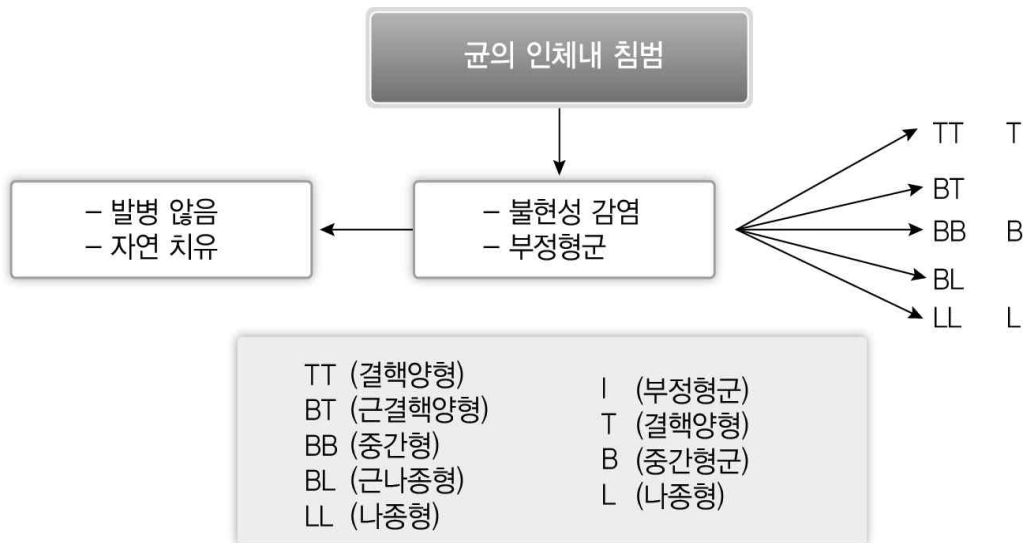 균의 인체내 침범
– 발병 않음
– 자연 치유
– 불현성 감염
– 부정형군
TT T
BT
BB B
BL
LL L
TT (결핵양형)
BT (근결핵양형)
BB (중간형)
BL (근나종형)
LL (나종형)
I (부정형군)
T (결핵양형)
B (중간형군)
L (나종형)